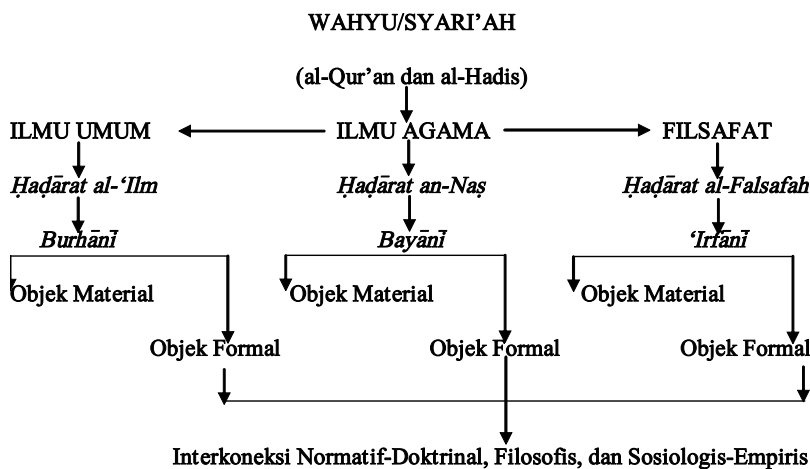 WAHYU/SYARI'AH
(al-Qur'an dan al-Hadis)
ILMU UMUM ILMU AGAMA FILSAFAT
Ḥaḍārat al-'Ilm Ḥaḍārat an-Naṣ Ḥaḍārat al-Falsafah
Burhānī Bayānī 'Irfānī
Objek Material Objek Material Objek Material
Objek Formal Objek Formal Objek Formal
Interkoneksi Normatif-Doktrinal, Filosofis, dan Sosiologis-Empiris